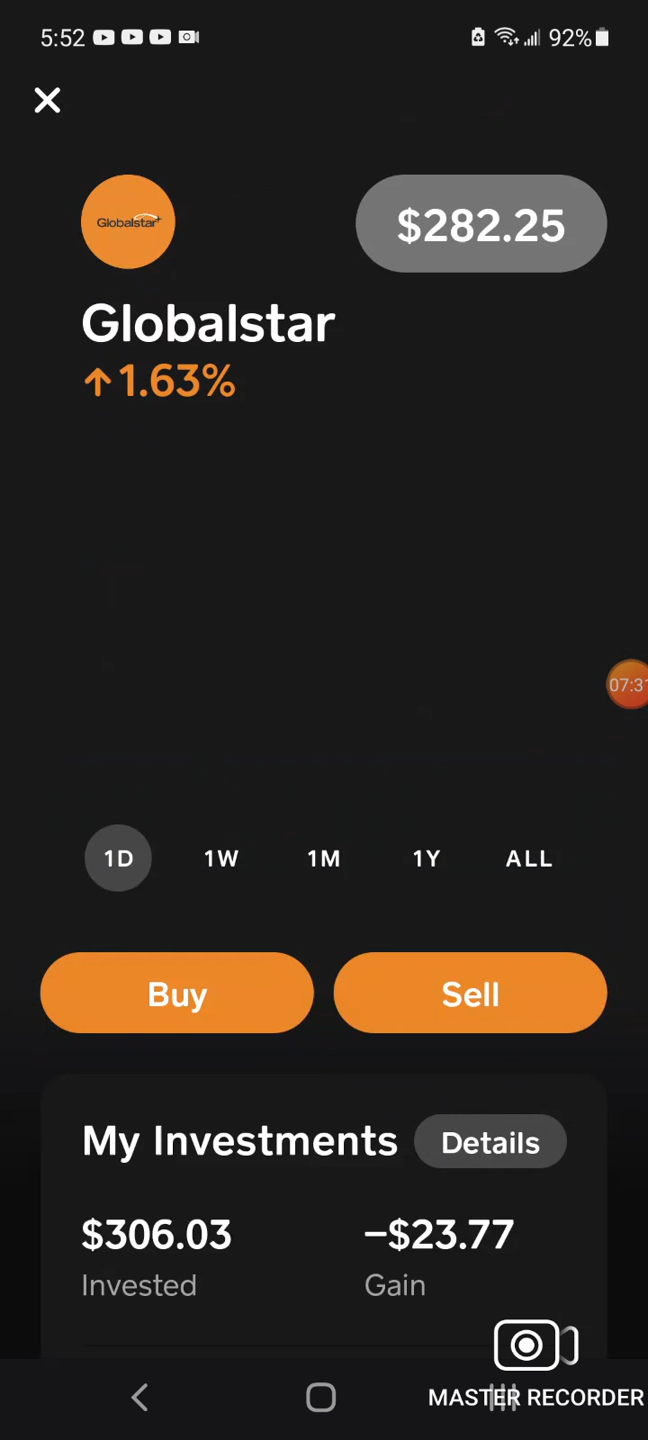 5:52 92%
Globalstar
$282.25
Globalstar
↑1.63%
07:31
1D 1W 1M 1Y ALL
Buy Sell
My Investments Details
$306.03 –$23.77
Invested Gain
MASTER RECORDER